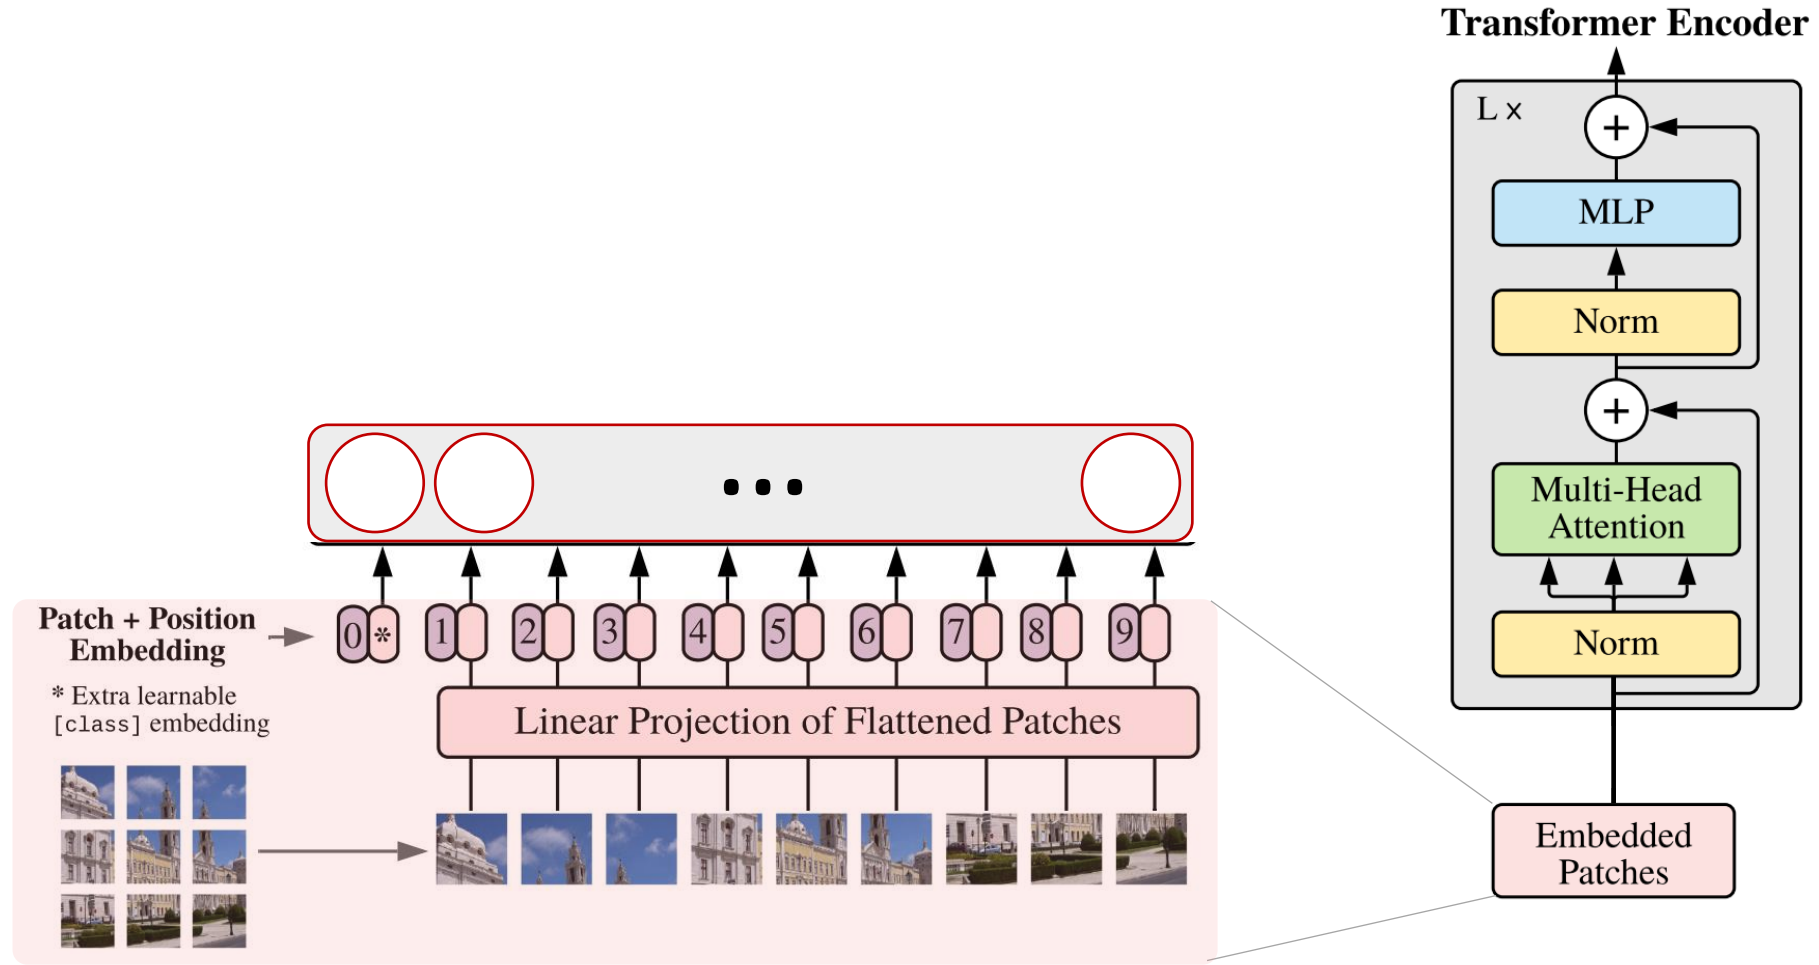 Transformer Encoder
L x
+
MLP
Norm
+
Multi-Head
Attention
Norm
Embedded
Patches
Patch + Position
Embedding
0 * 1 2 3 4 5 6 7 8 9
* Extra learnable
[class] embedding
Linear Projection of Flattened Patches